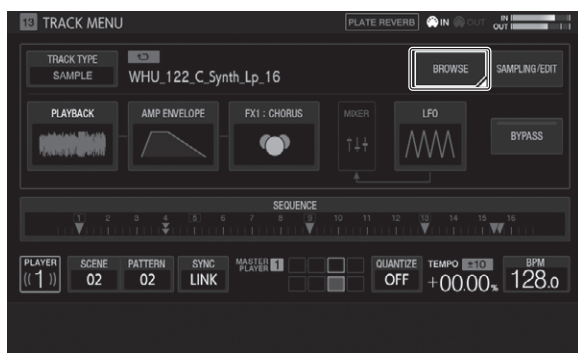 13 TRACK MENU PLATE REVERB IN OUT IN
OUT
TRACK TYPE
SAMPLE
WHU_122_C_Synth_Lp_16
BROWSE
SAMPLING/EDIT
PLAYBACK AMP ENVELOPE FX1 : CHORUS MIXER LFO
BYPASS
SEQUENCE
1 2 3 4 5 6 7 8 9 10 11 12 13 14 15 16
PLAYER SCENE PATTERN SYNC MASTER PLAYER 1 QUANTIZE TEMPO ±10 BPM
((1)) 02 02 LINK OFF +00.00% 128.0